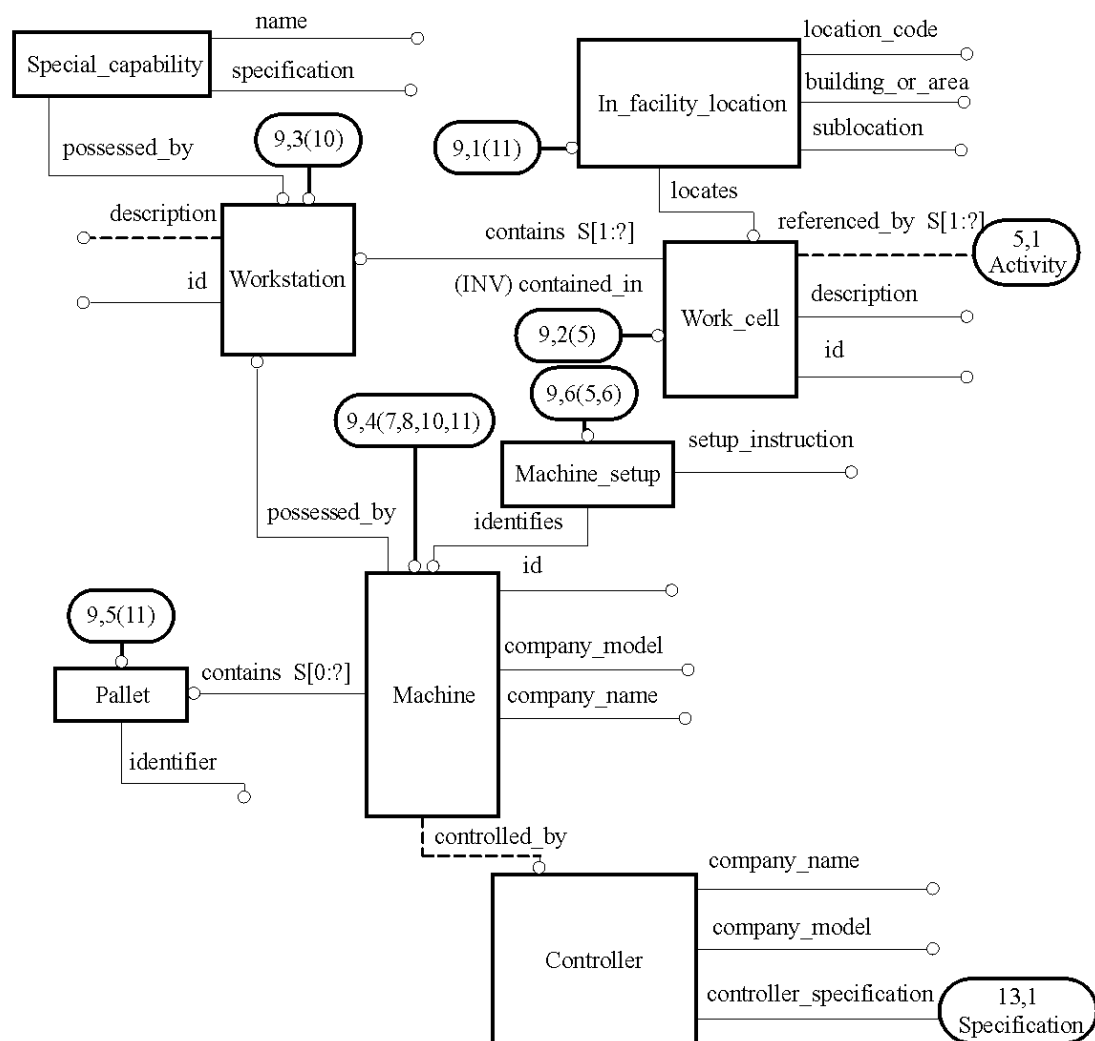 name
Special_capability
specification
possessed_by
9,3(10)
location_code
In_facility_location
building_or_area
sublocation
9,1(11)
locates
description
Workstation
id
contains S[1:?]
(INV) contained_in
referenced_by S[1:?]
5,1
Activity
Work_cell
description
id
9,2(5)
9,6(5,6)
9,4(7,8,10,11)
Machine_setup
setup_instruction
possessed_by
identifies
id
9,5(11)
Pallet
contains S[0:?]
Machine
company_model
company_name
identifier
controlled_by
company_name
Controller
company_model
controller_specification
13,1
Specification